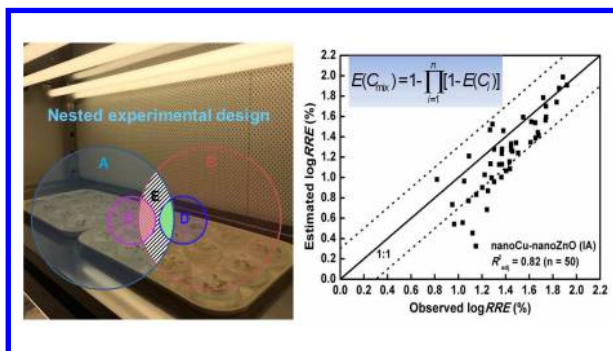 Nested experimental design
A
B
E
D
E(Cmix)=1-∏[1-E(Ci)]
n
i=1
Estimated logRRE (%)
2.2
2.0
1.8
1.6
1.4
1.2
1.0
0.8
0.6
0.4
0.2
0.0
1:1
nanoCu-nanoZnO (IA)
R²adj = 0.82 (n = 50)
0.0 0.2 0.4 0.6 0.8 1.0 1.2 1.4 1.6 1.8 2.0 2.2
Observed logRRE (%)